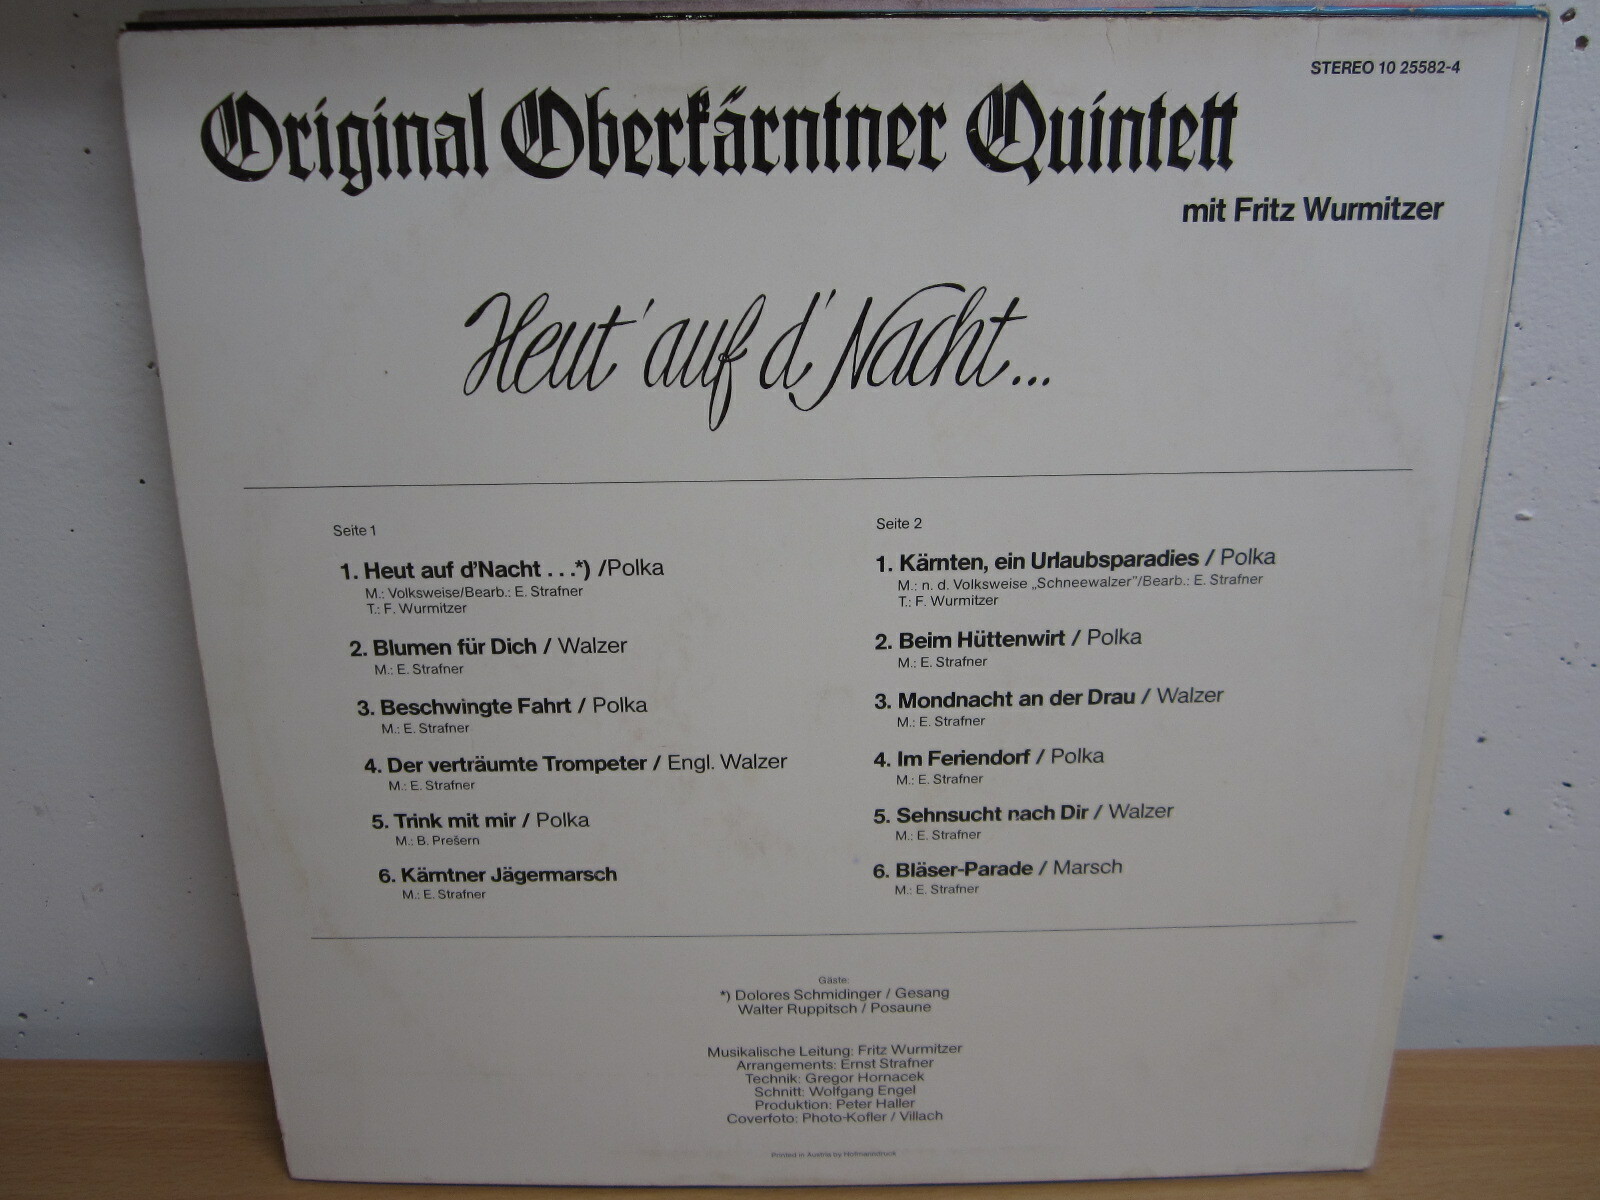 STEREO 10 25582-4
Original Oberkärntner Quintett
mit Fritz Wurmitzer
Heut' auf d' Nacht...
Seite 1
1. Heut auf d'Nacht . . .*) /Polka
M.: Volksweise/Bearb.: E. Strafner
T.: F. Wurmitzer
2. Blumen für Dich / Walzer
M.: E. Strafner
3. Beschwingte Fahrt / Polka
M.: E. Strafner
4. Der verträumte Trompeter / Engl. Walzer
M.: E. Strafner
5. Trink mit mir / Polka
M.: B. Prešern
6. Kärntner Jägermarsch
M.: E. Strafner
Seite 2
1. Kärnten, ein Urlaubsparadies / Polka
M.: n. d. Volksweise „Schneewalzer"/Bearb.: E. Strafner
T.: F. Wurmitzer
2. Beim Hüttenwirt / Polka
M.: E. Strafner
3. Mondnacht an der Drau / Walzer
M.: E. Strafner
4. Im Feriendorf / Polka
M.: E. Strafner
5. Sehnsucht nach Dir / Walzer
M.: E. Strafner
6. Bläser-Parade / Marsch
M.: E. Strafner
Gäste:
*) Dolores Schmidinger / Gesang
Walter Ruppitsch / Posaune
Musikalische Leitung: Fritz Wurmitzer
Arrangements: Ernst Strafner
Technik: Gregor Hornacek
Schnitt: Wolfgang Engel
Produktion: Peter Haller
Coverfoto: Photo-Kofler / Villach
Printed in Austria by Hofmanndruck